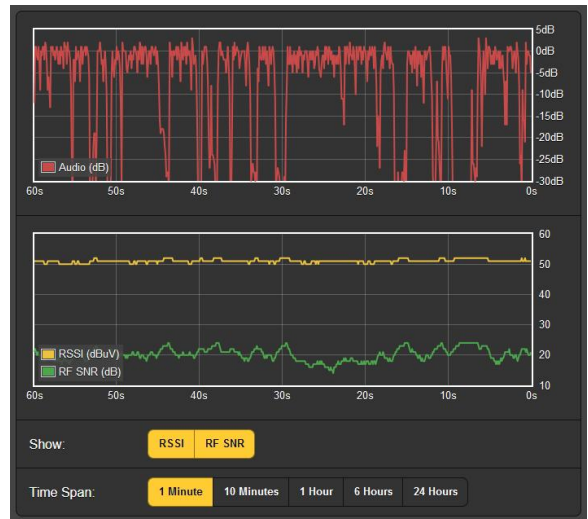 5dB
0dB
-5dB
-10dB
-15dB
-20dB
-25dB
-30dB
Audio (dB)
60s 50s 40s 30s 20s 10s 0s
60
50
40
30
20
10
RSSI (dBuV)
RF SNR (dB)
60s 50s 40s 30s 20s 10s 0s
Show: RSSI RF SNR
Time Span: 1 Minute 10 Minutes 1 Hour 6 Hours 24 Hours